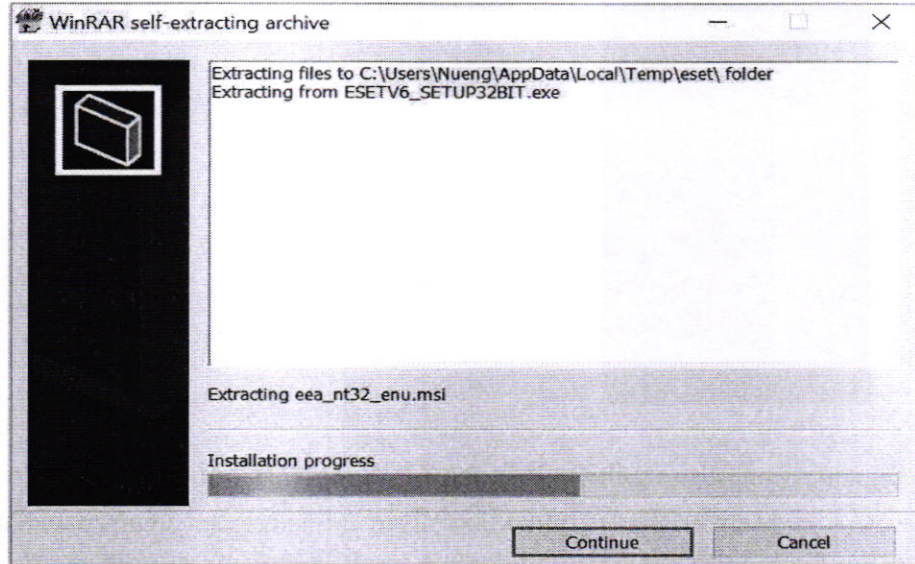 WinRAR self-extracting archive
Extracting files to C:\Users\Nueng\AppData\Local\Temp\eset\ folder
Extracting from ESETV6_SETUP32BIT.exe
Extracting eea_nt32_enu.msi
Installation progress
Continue
Cancel